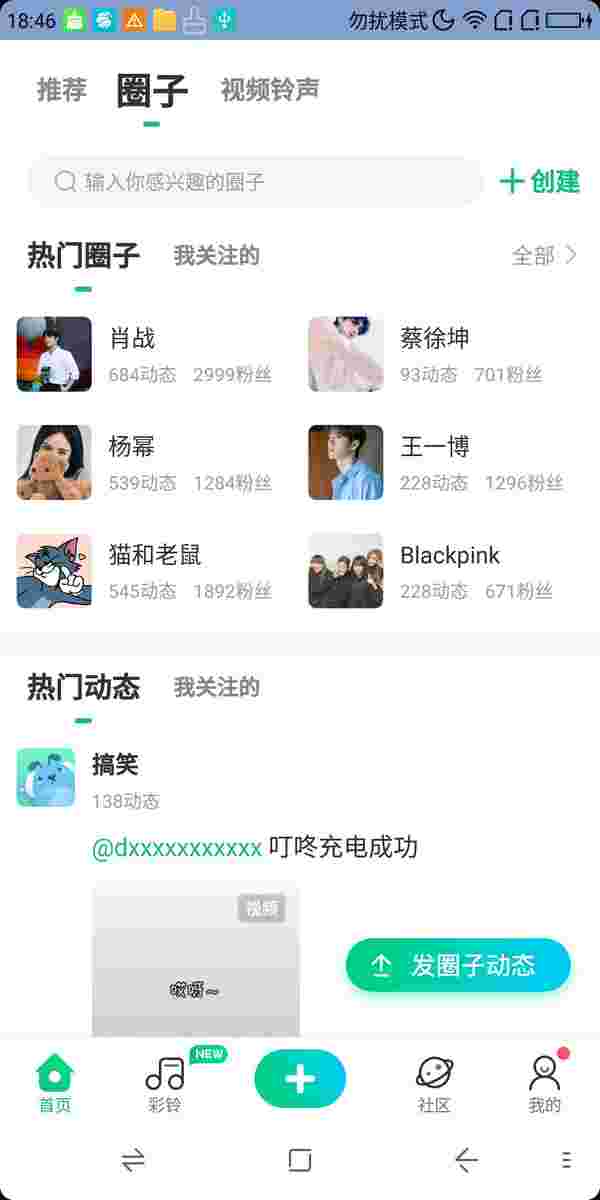 18:46 勿扰模式
推荐 圈子 视频铃声
输入你感兴趣的圈子 创建
热门圈子 我关注的 全部
肖战 蔡徐坤
684动态 2999粉丝 93动态 701粉丝
杨幂 王一博
539动态 1284粉丝 228动态 1296粉丝
猫和老鼠 Blackpink
545动态 1892粉丝 228动态 671粉丝
热门动态 我关注的
搞笑
138动态
@dxxxxxxxxxxx 叮咚充电成功
视频
发圈子动态
哎呀~
NEW
首页 彩铃 社区 我的